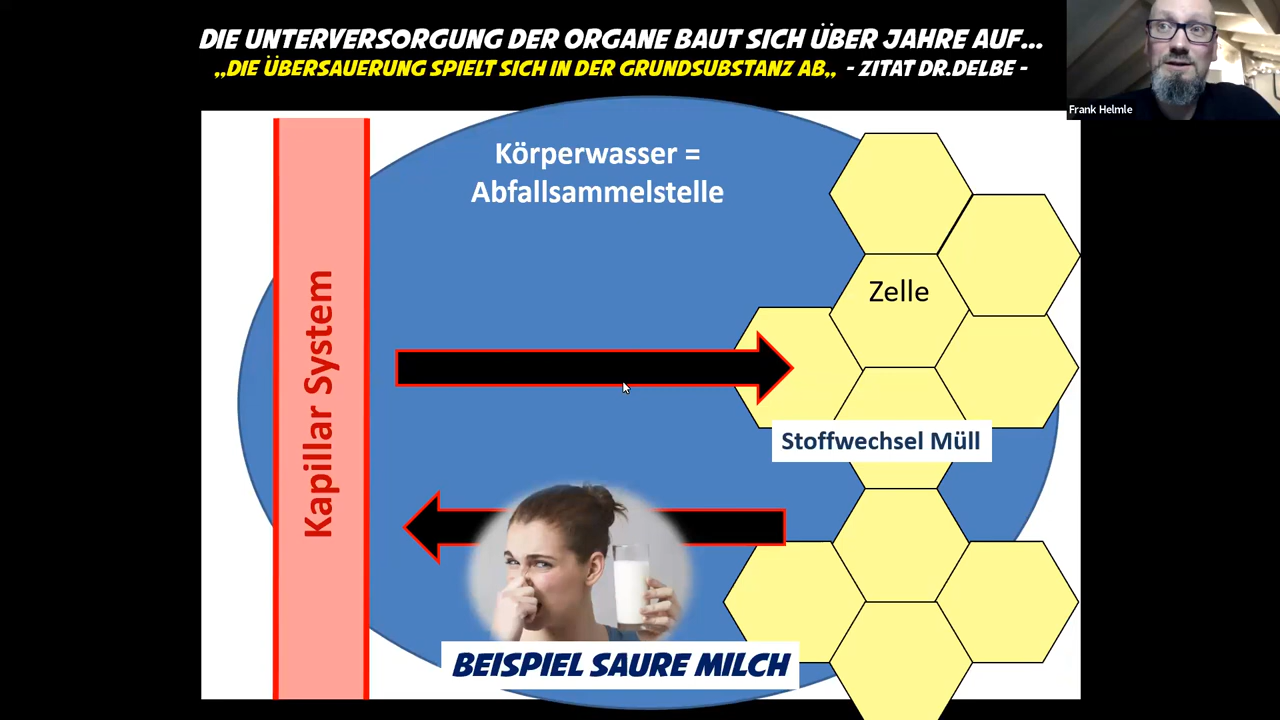 DIE UNTERVERSORGUNG DER ORGANE BAUT SICH ÜBER JAHRE AUF...
„DIE ÜBERSAUERUNG SPIELT SICH IN DER GRUNDSUBSTANZ AB„ - ZITAT DR.DELBE -
Frank Helmle
Körperwasser =
Abfallsammelstelle
Kapillar System
Zelle
Stoffwechsel Müll
BEISPIEL SAURE MILCH